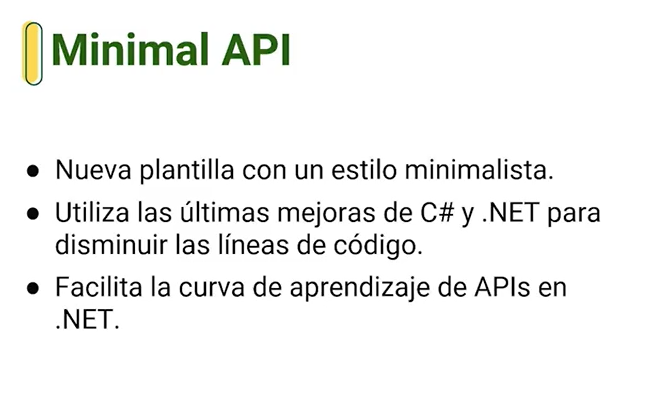 Minimal API
● Nueva plantilla con un estilo minimalista.
● Utiliza las últimas mejoras de C# y .NET para
disminuir las líneas de código.
● Facilita la curva de aprendizaje de APIs en
.NET.